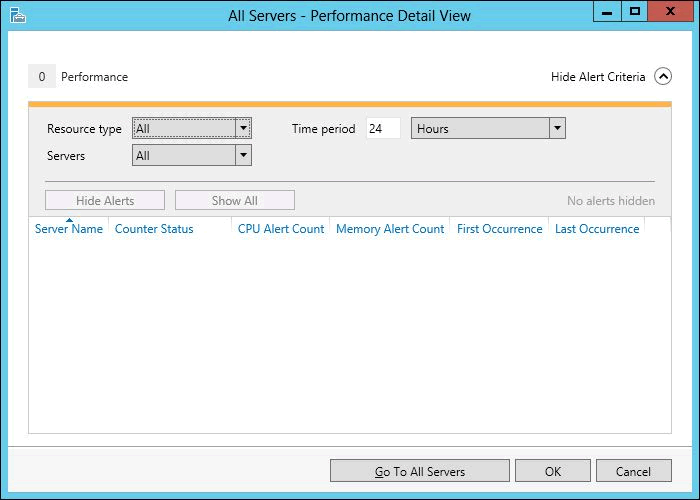 All Servers - Performance Detail View
0 Performance Hide Alert Criteria
Resource type All Time period 24 Hours
Servers All
Hide Alerts Show All No alerts hidden
Server Name Counter Status CPU Alert Count Memory Alert Count First Occurrence Last Occurrence
Go To All Servers OK Cancel